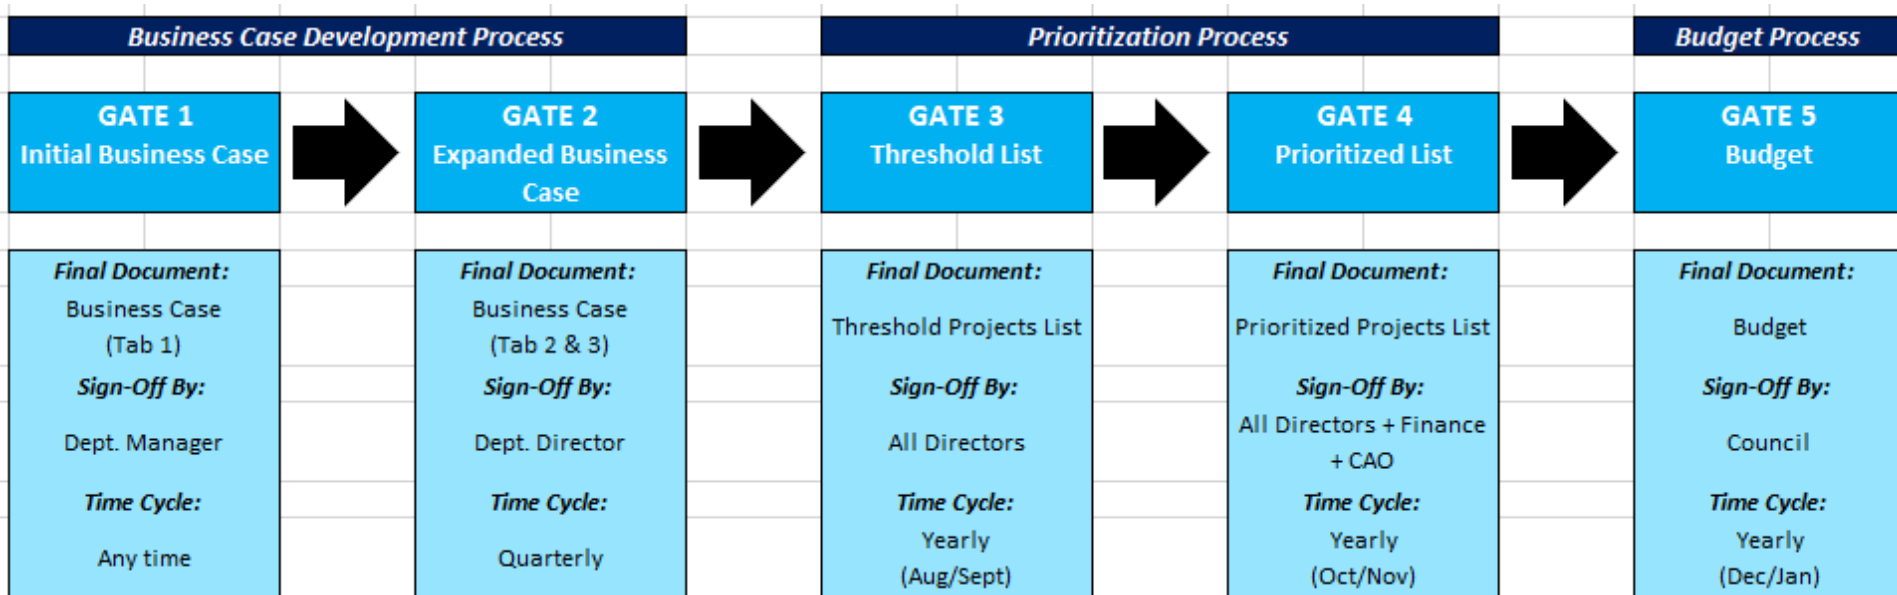 Business Case Development Process
Prioritization Process
Budget Process
GATE 1
Initial Business Case
GATE 2
Expanded Business
Case
GATE 3
Threshold List
GATE 4
Prioritized List
GATE 5
Budget
Final Document:
Business Case
(Tab 1)
Sign-Off By:
Dept. Manager
Time Cycle:
Any time
Final Document:
Business Case
(Tab 2 & 3)
Sign-Off By:
Dept. Director
Time Cycle:
Quarterly
Final Document:
Threshold Projects List
Sign-Off By:
All Directors
Time Cycle:
Yearly
(Aug/Sept)
Final Document:
Prioritized Projects List
Sign-Off By:
All Directors + Finance
+ CAO
Time Cycle:
Yearly
(Oct/Nov)
Final Document:
Budget
Sign-Off By:
Council
Time Cycle:
Yearly
(Dec/Jan)